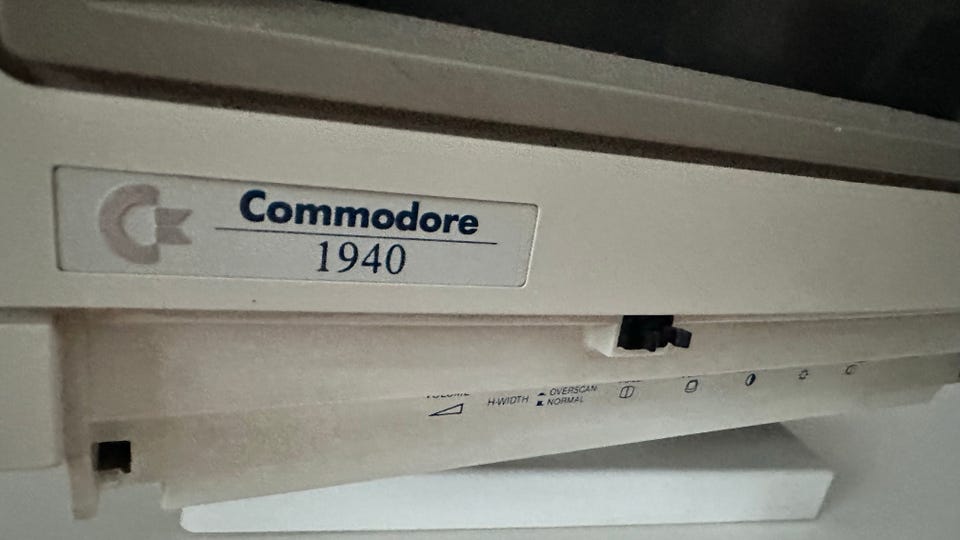 Commodore
1940
VOLUME
H-WIDTH
OVERSCAN
NORMAL